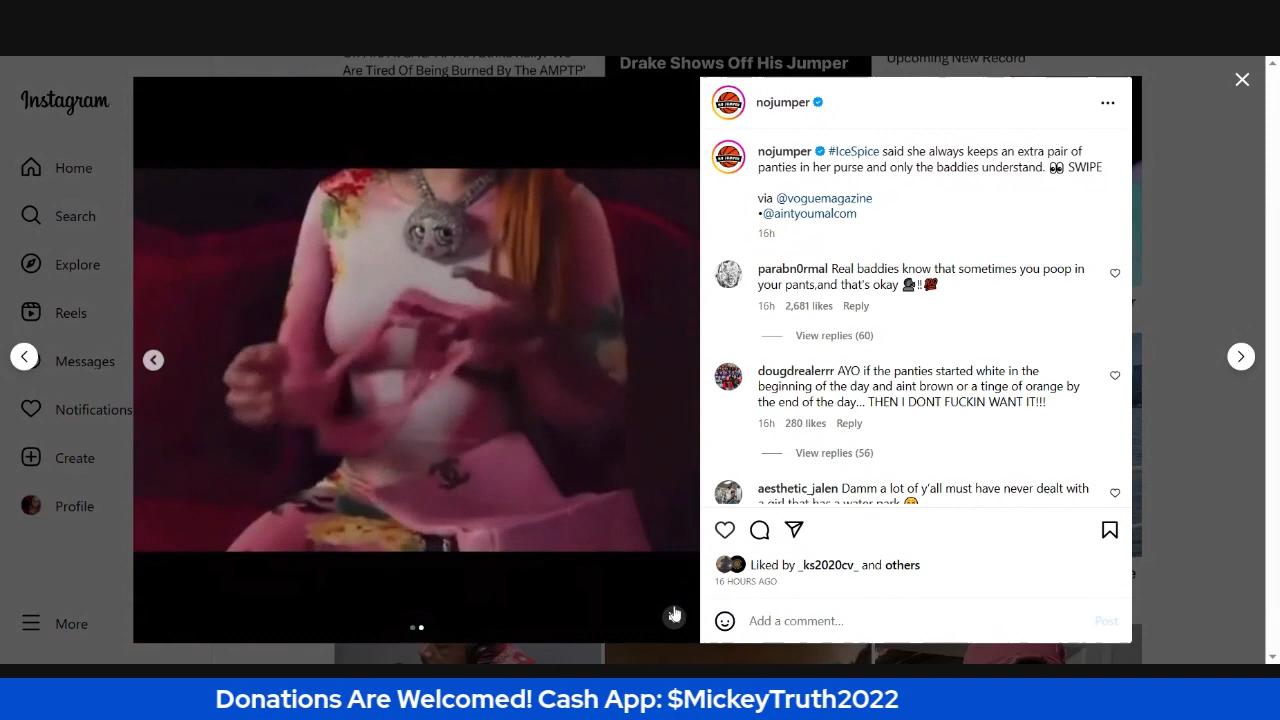 Are Tired Of Being Burned By The AMPTP'
Drake Shows Off His Jumper
Upcoming New Record
Instagram
Home
Search
Explore
Reels
Messages
Notifications
Create
Profile
More
nojumper
nojumper #IceSpice said she always keeps an extra pair of
panties in her purse and only the baddies understand. 👀 SWIPE
via @voguemagazine
•@aintyoumalcom
16h
parabn0rmal Real baddies know that sometimes you poop in
your pants,and that's okay 🗣‼️💯
16h 2,681 likes Reply
View replies (60)
dougdrealerrr AYO if the panties started white in the
beginning of the day and aint brown or a tinge of orange by
the end of the day... THEN I DONT FUCKIN WANT IT!!!
16h 280 likes Reply
View replies (56)
aesthetic_jalen Damm a lot of y'all must have never dealt with
a girl that has a water park
Liked by _ks2020cv_ and others
16 HOURS AGO
Add a comment...
Post
Donations Are Welcomed! Cash App: $MickeyTruth2022